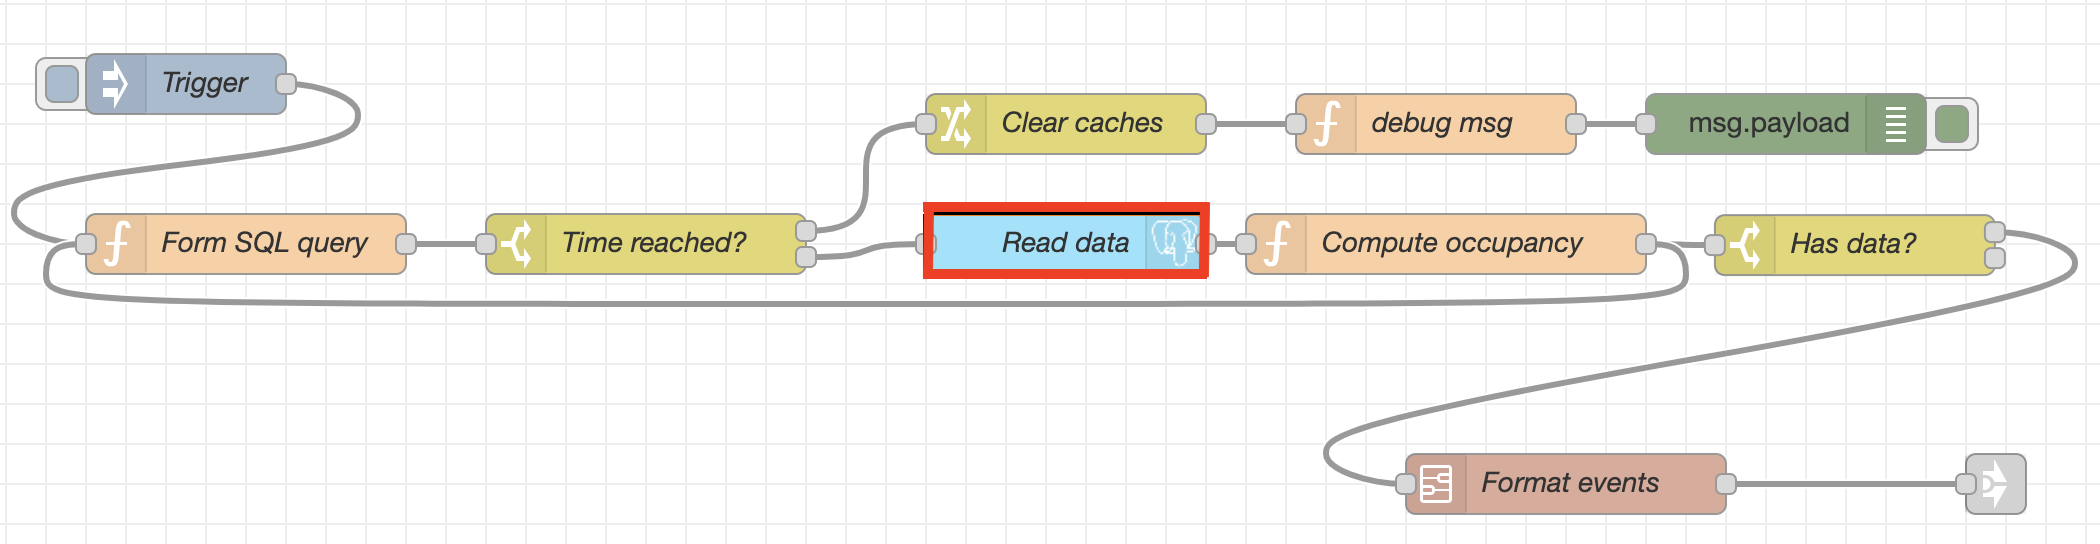 Trigger
Clear caches
debug msg
msg.payload
Form SQL query
Time reached?
Read data
Compute occupancy
Has data?
Format events